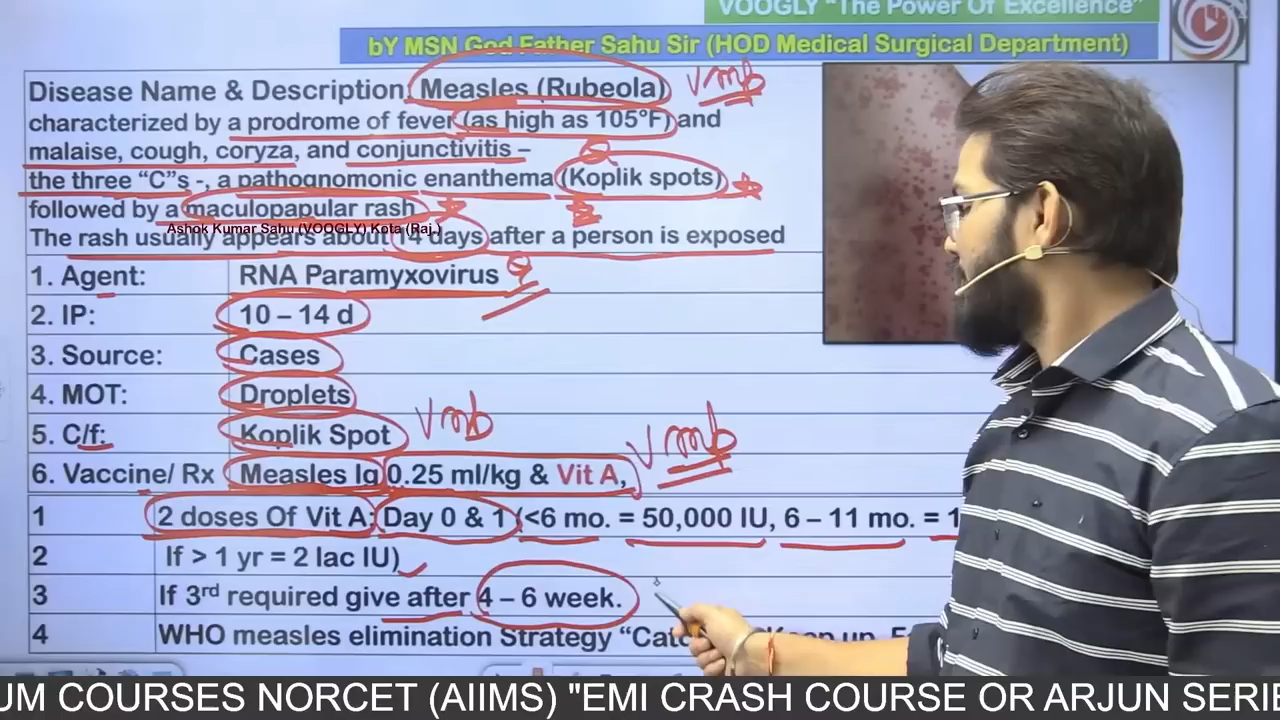 VOOGLY “The Power Of Excellence”
bY MSN God Father Sahu Sir (HOD Medical Surgical Department)
Disease Name & Description: Measles (Rubeola) V Imb
characterized by a prodrome of fever (as high as 105°F) and
malaise, cough, coryza, and conjunctivitis –
the three “C”s -, a pathognomonic enanthema (Koplik spots)
followed by a maculopapular rash
Ashok Kumar Sahu (VOOGLY) Kota (Raj.)
The rash usually appears about 14 days after a person is exposed
1. Agent: RNA Paramyxovirus
2. IP: 10 – 14 d
3. Source: Cases
4. MOT: Droplets
5. C/f: Koplik Spot V Imb
6. Vaccine/ Rx Measles Ig 0.25 ml/kg & Vit A, V Imb
1 2 doses Of Vit A: Day 0 & 1 (<6 mo. = 50,000 IU, 6 – 11 mo. = 1
2 If > 1 yr = 2 lac IU)
3 If 3rd required give after 4 – 6 week.
4 WHO measles elimination Strategy “Cat
UM COURSES NORCET (AIIMS) "EMI CRASH COURSE OR ARJUN SERIE